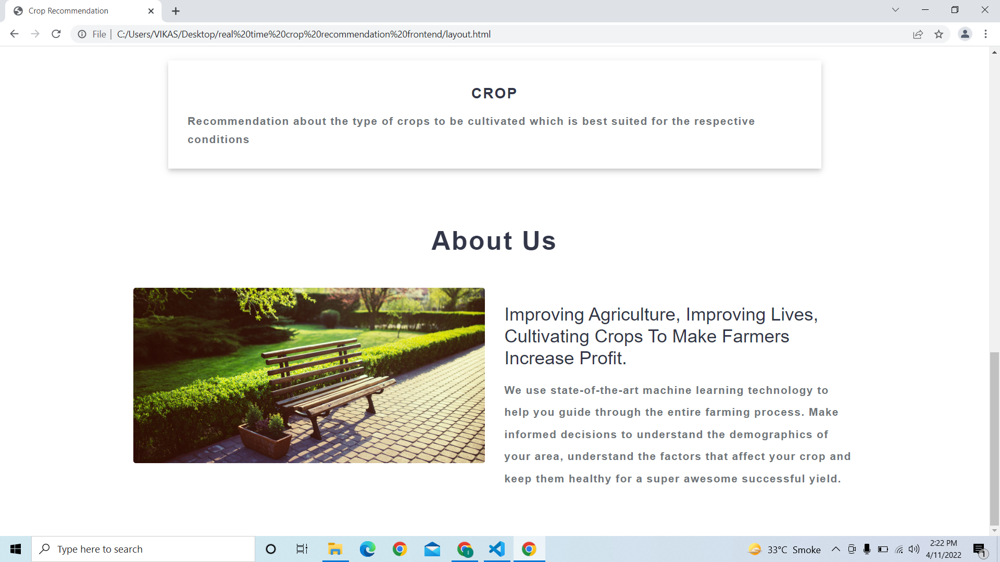 Crop Recommendation
File | C:/Users/VIKAS/Desktop/real%20time%20crop%20recommendation%20frontend/layout.html
CROP
Recommendation about the type of crops to be cultivated which is best suited for the respective
conditions
About Us
Improving Agriculture, Improving Lives,
Cultivating Crops To Make Farmers
Increase Profit.
We use state-of-the-art machine learning technology to
help you guide through the entire farming process. Make
informed decisions to understand the demographics of
your area, understand the factors that affect your crop and
keep them healthy for a super awesome successful yield.
Type here to search
33°C Smoke
2:22 PM
4/11/2022
1